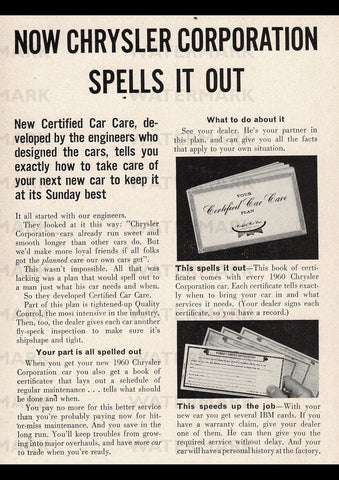 NOW CHRYSLER CORPORATION
SPELLS IT OUT
New Certified Car Care, de-
veloped by the engineers who
designed the cars, tells you
exactly how to take care of
your next new car to keep it
at its Sunday best
It all started with our engineers.
They looked at it this way: "Chrysler
Corporation cars already run sweet and
smooth longer than other cars do. But
we'd make more loyal friends if all folks
got the planned care our own cars get".
This wasn't impossible. All that was
lacking was a plan that would spell out to
a man just what his car needs and when.
So they developed Certified Car Care.
Part of this plan is tightened-up Quality
Control, the most intensive in the industry.
Then, too, the dealer gives each car another
fly-speck inspection to make sure it's
shipshape and tight.
Your part is all spelled out
When you get your new 1960 Chrysler
Corporation car you also get a book of
certificates that lays out a schedule of
regular maintenance . . . tells what should
be done and when.
You pay no more for this better service
than you're probably paying now for hit-
or-miss maintenance. And you save in the
long run. You'll keep troubles from grow-
ing into major overhauls, and have more car
to trade when you're ready.
What to do about it
See your dealer. He's your partner in
this plan, and can give you all the facts
that apply to your own situation.
YOUR
Certified Car Care
PLAN
This spells it out—This book of certi-
ficates comes with every 1960 Chrysler
Corporation car. Each certificate tells exact-
ly when to bring your car in and what
services it needs. (Your dealer signs each
certificate, so you have a record.)
This speeds up the job—With your
new car you get several IBM cards. If you
have a warranty claim, give your dealer
one of them. He can then give you the
required service without delay. And your
car will have a personal history at the factory.
WATERMARK